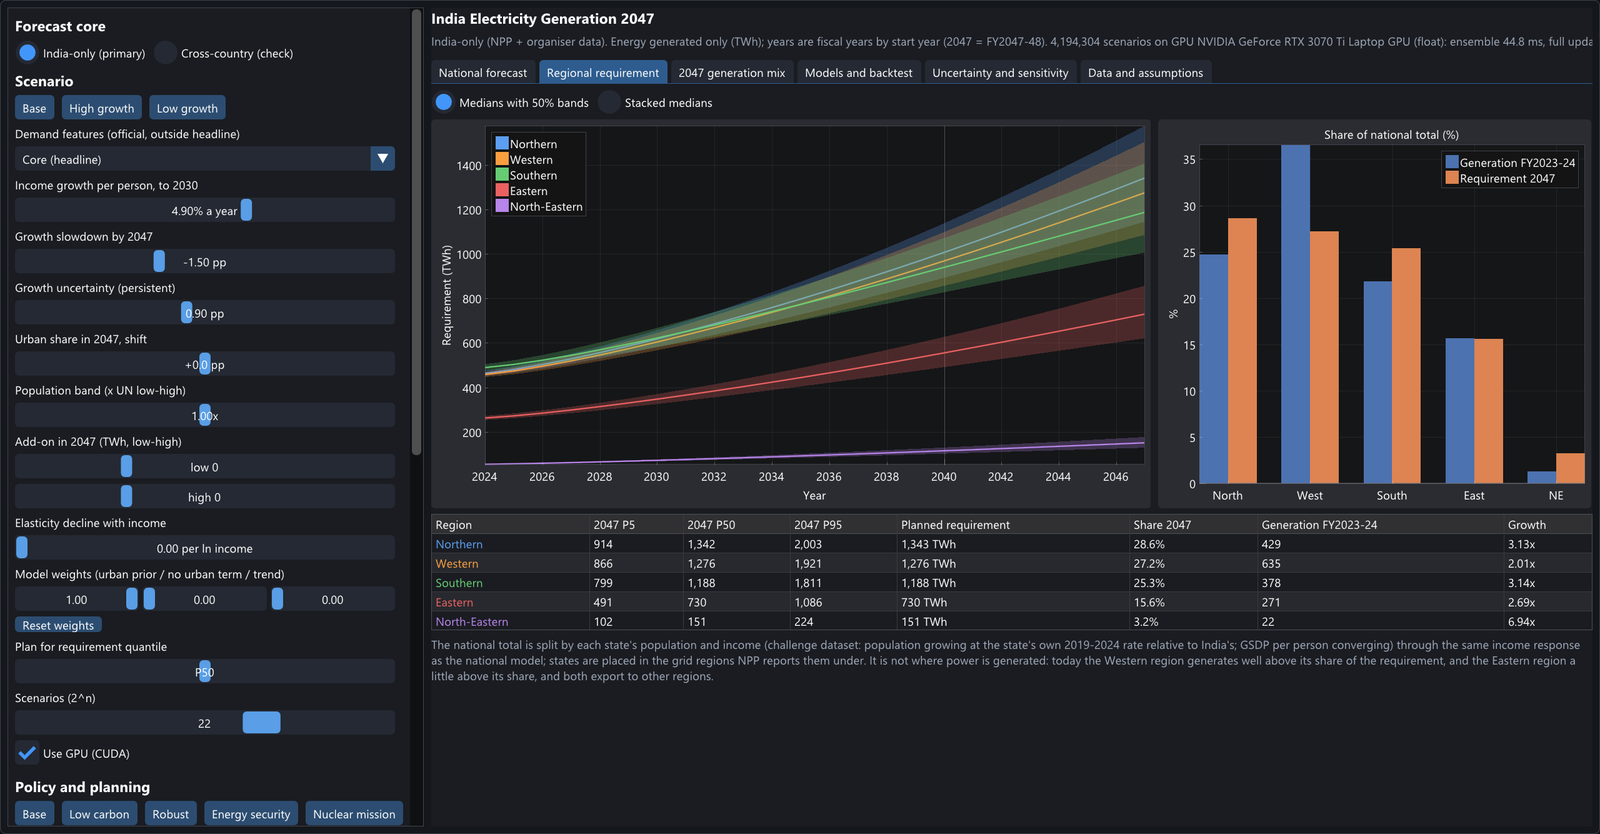 Forecast core
India-only (primary)
Cross-country (check)
Scenario
Base
High growth
Low growth
Demand features (official, outside headline)
Core (headline)
Income growth per person, to 2030
4.90% a year
Growth slowdown by 2047
-1.50 pp
Growth uncertainty (persistent)
0.90 pp
Urban share in 2047, shift
+0.0 pp
Population band (x UN low-high)
1.00x
Add-on in 2047 (TWh, low-high)
low 0
high 0
Elasticity decline with income
0.00 per ln income
Model weights (urban prior / no urban term / trend)
1.00 0.00 0.00
Reset weights
Plan for requirement quantile
P50
Scenarios (2^n)
22
Use GPU (CUDA)
Policy and planning
Base
Low carbon
Robust
Energy security
Nuclear mission
India Electricity Generation 2047
India-only (NPP + organiser data). Energy generated only (TWh); years are fiscal years by start year (2047 = FY2047-48). 4,194,304 scenarios on GPU NVIDIA GeForce RTX 3070 Ti Laptop GPU (float): ensemble 44.8 ms, full upda
National forecast
Regional requirement
2047 generation mix
Models and backtest
Uncertainty and sensitivity
Data and assumptions
Medians with 50% bands
Stacked medians
Northern
Western
Southern
Eastern
North-Eastern
Requirement (TWh)
1400
1200
1000
800
600
400
200
2024 2026 2028 2030 2032 2034 2036 2038 2040 2042 2044 2046
Year
Share of national total (%)
Generation FY2023-24
Requirement 2047
%
35
30
25
20
15
10
5
0
North West South East NE
Region 2047 P5 2047 P50 2047 P95 Planned requirement Share 2047 Generation FY2023-24 Growth
Northern 914 1,342 2,003 1,343 TWh 28.6% 429 3.13x
Western 866 1,276 1,921 1,276 TWh 27.2% 635 2.01x
Southern 799 1,188 1,811 1,188 TWh 25.3% 378 3.14x
Eastern 491 730 1,086 730 TWh 15.6% 271 2.69x
North-Eastern 102 151 224 151 TWh 3.2% 22 6.94x
The national total is split by each state's population and income (challenge dataset: population growing at the state's own 2019-2024 rate relative to India's; GSDP per person converging) through the same income response
as the national model; states are placed in the grid regions NPP reports them under. It is not where power is generated: today the Western region generates well above its share of the requirement, and the Eastern region a
little above its share, and both export to other regions.